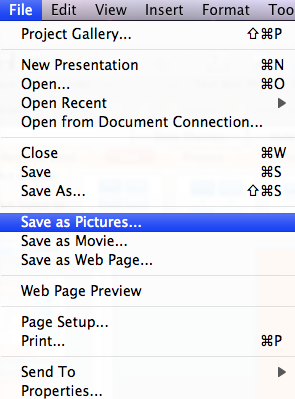 File Edit View Insert Format Too
Project Gallery... ⇧⌘P
New Presentation ⌘N
Open... ⌘O
Open Recent ▶
Open from Document Connection...
Close ⌘W
Save ⌘S
Save As... ⇧⌘S
Save as Pictures...
Save as Movie...
Save as Web Page...
Web Page Preview
Page Setup...
Print... ⌘P
Send To ▶
Properties...